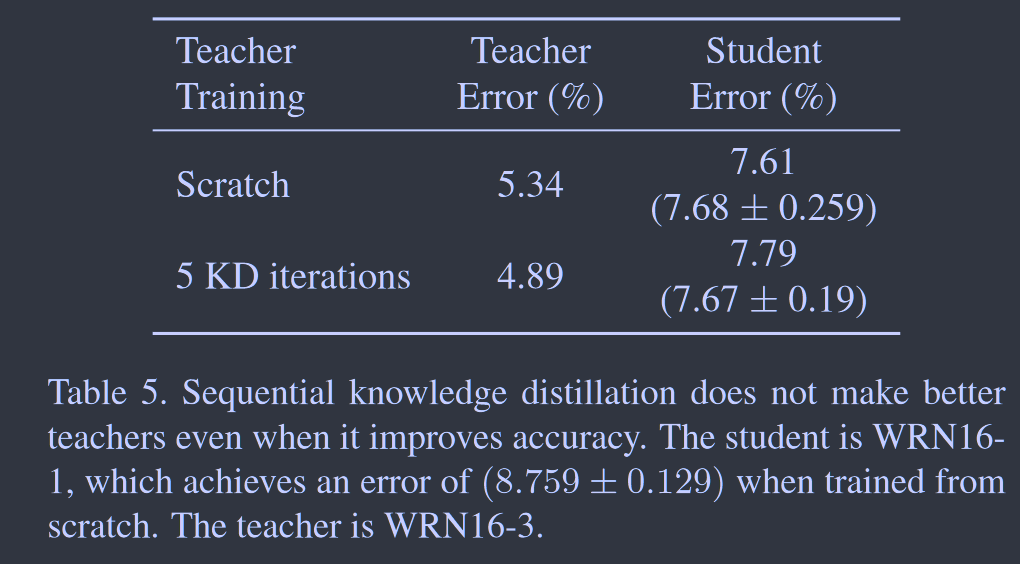 Teacher Training Teacher Error (%) Student Error (%)
Scratch 5.34 7.61 (7.68 ± 0.259)
5 KD iterations 4.89 7.79 (7.67 ± 0.19)
Table 5. Sequential knowledge distillation does not make better
teachers even when it improves accuracy. The student is WRN16-
1, which achieves an error of (8.759 ± 0.129) when trained from
scratch. The teacher is WRN16-3.